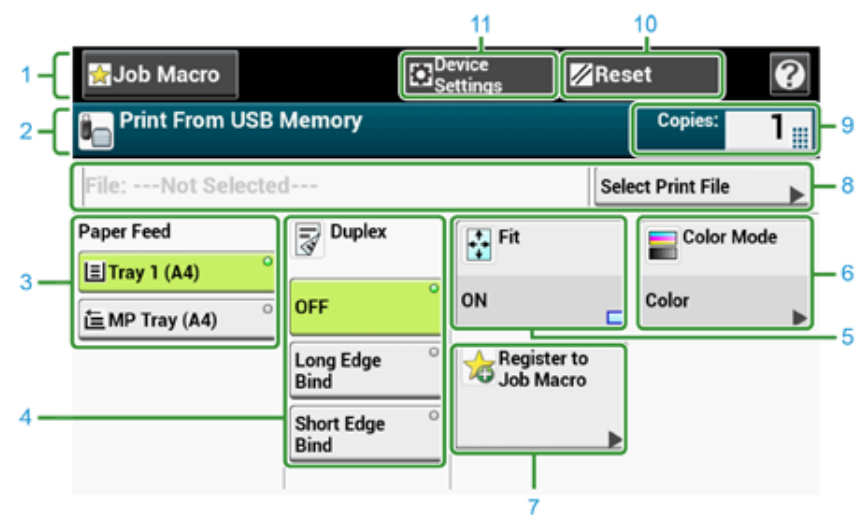 11
10
1
Job Macro
Device
Settings
Reset
?
2
Print From USB Memory
Copies:
1
9
File: ---Not Selected---
Select Print File
8
Paper Feed
Duplex
Fit
Color Mode
3
Tray 1 (A4)
MP Tray (A4)
OFF
ON
Color
6
5
Long Edge
Bind
Register to
Job Macro
4
Short Edge
Bind
7